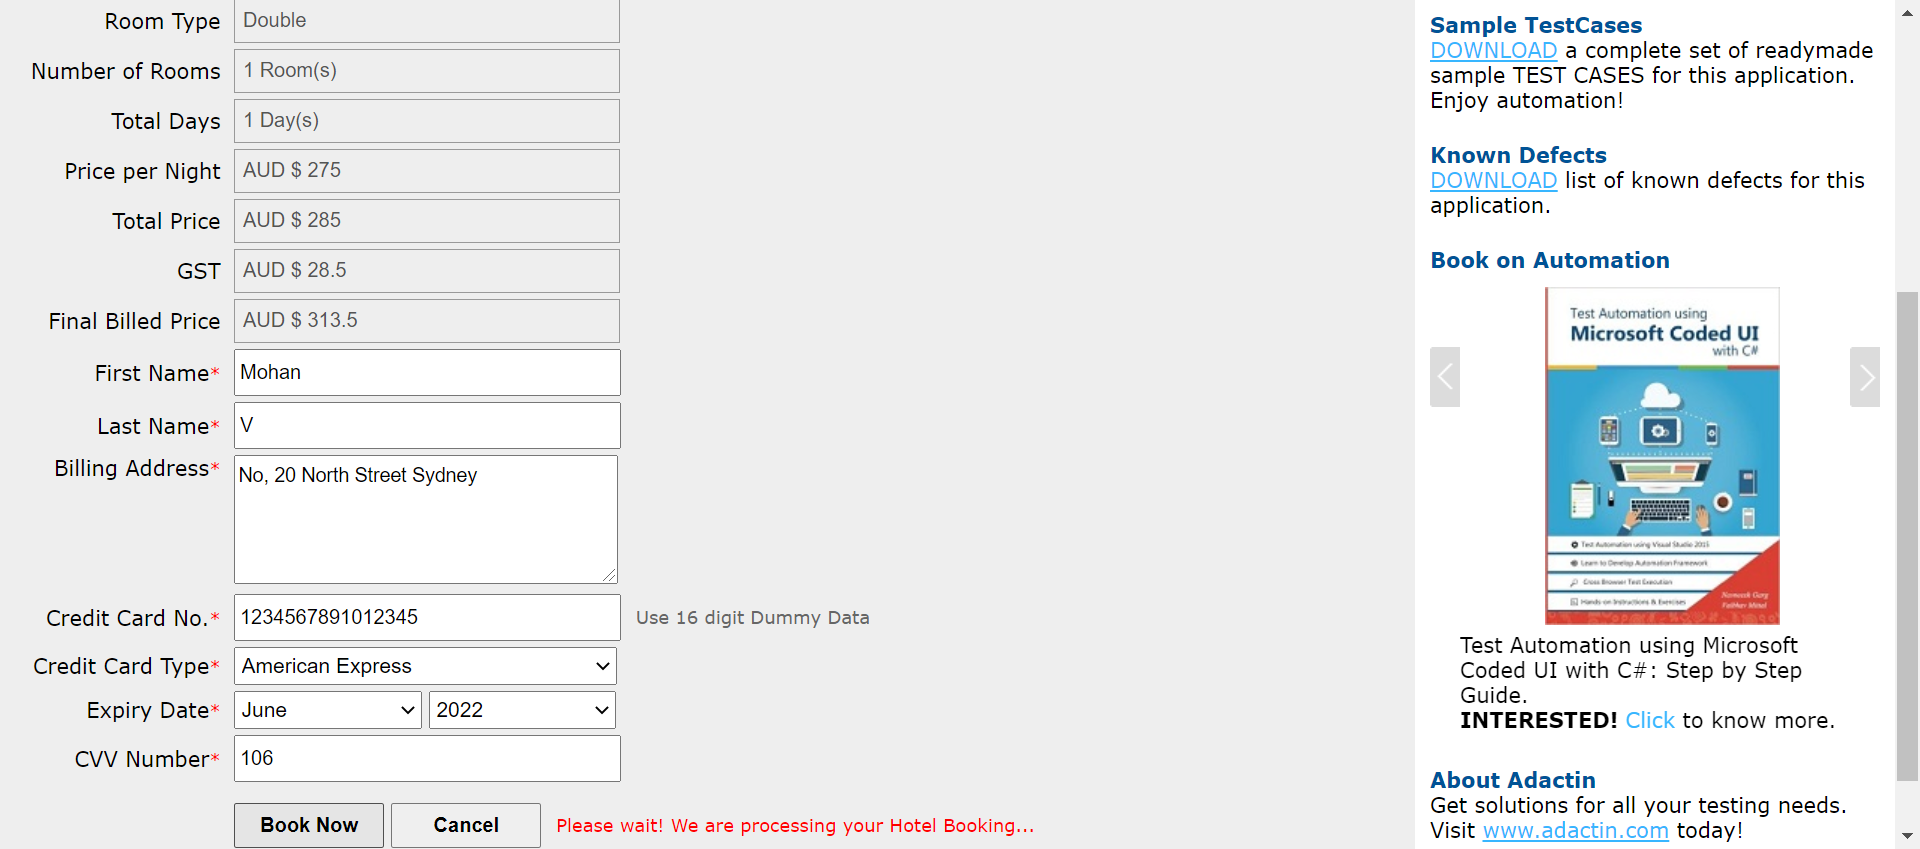 Room Type Double
Number of Rooms 1 Room(s)
Total Days 1 Day(s)
Price per Night AUD $ 275
Total Price AUD $ 285
GST AUD $ 28.5
Final Billed Price AUD $ 313.5
First Name* Mohan
Last Name* V
Billing Address* No, 20 North Street Sydney
Credit Card No.* 1234567891012345 Use 16 digit Dummy Data
Credit Card Type* American Express
Expiry Date* June 2022
CVV Number* 106
Book Now Cancel Please wait! We are processing your Hotel Booking...
Sample TestCases
DOWNLOAD a complete set of readymade
sample TEST CASES for this application.
Enjoy automation!
Known Defects
DOWNLOAD list of known defects for this
application.
Book on Automation
Test Automation using
Microsoft Coded UI
with C#
Test Automation using Visual Studio 2015
Learn to Develop Automation Framework
Cross Browser Test Execution
Hands-on Instructions & Exercises
Navneesh Garg
Vaibhav Mittal
Test Automation using Microsoft
Coded UI with C#: Step by Step
Guide.
INTERESTED! Click to know more.
About Adactin
Get solutions for all your testing needs.
Visit www.adactin.com today!